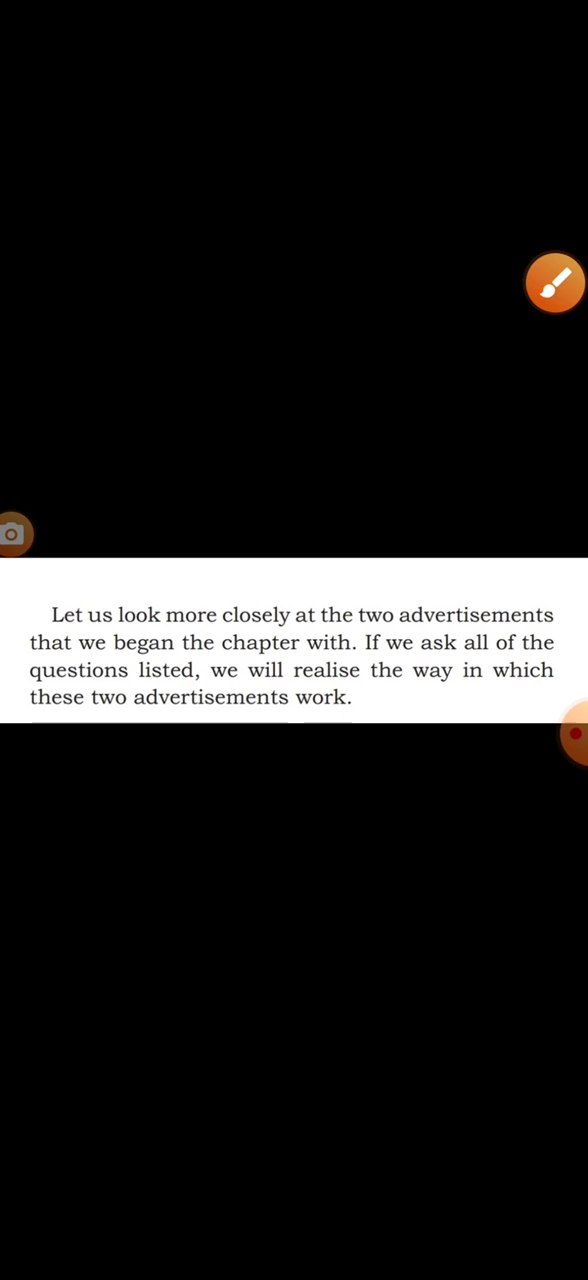 Let us look more closely at the two advertisements
that we began the chapter with. If we ask all of the
questions listed, we will realise the way in which
these two advertisements work.